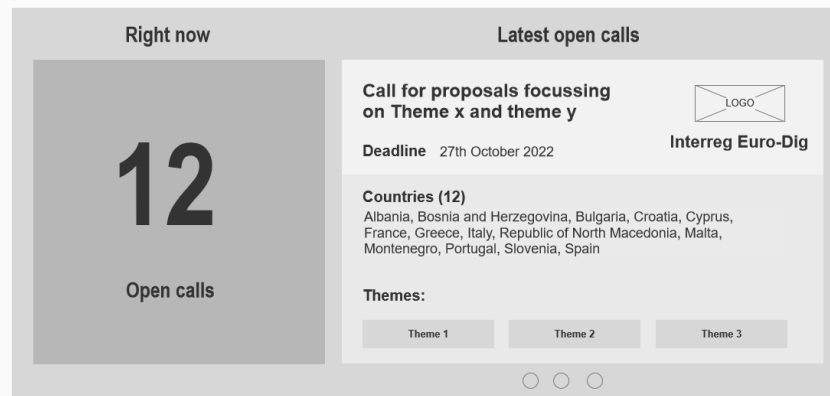 Right now
12
Open calls
Latest open calls
Call for proposals focussing
on Theme x and theme y
Deadline 27th October 2022
LOGO
Interreg Euro-Dig
Countries (12)
Albania, Bosnia and Herzegovina, Bulgaria, Croatia, Cyprus,
France, Greece, Italy, Republic of North Macedonia, Malta,
Montenegro, Portugal, Slovenia, Spain
Themes:
Theme 1
Theme 2
Theme 3